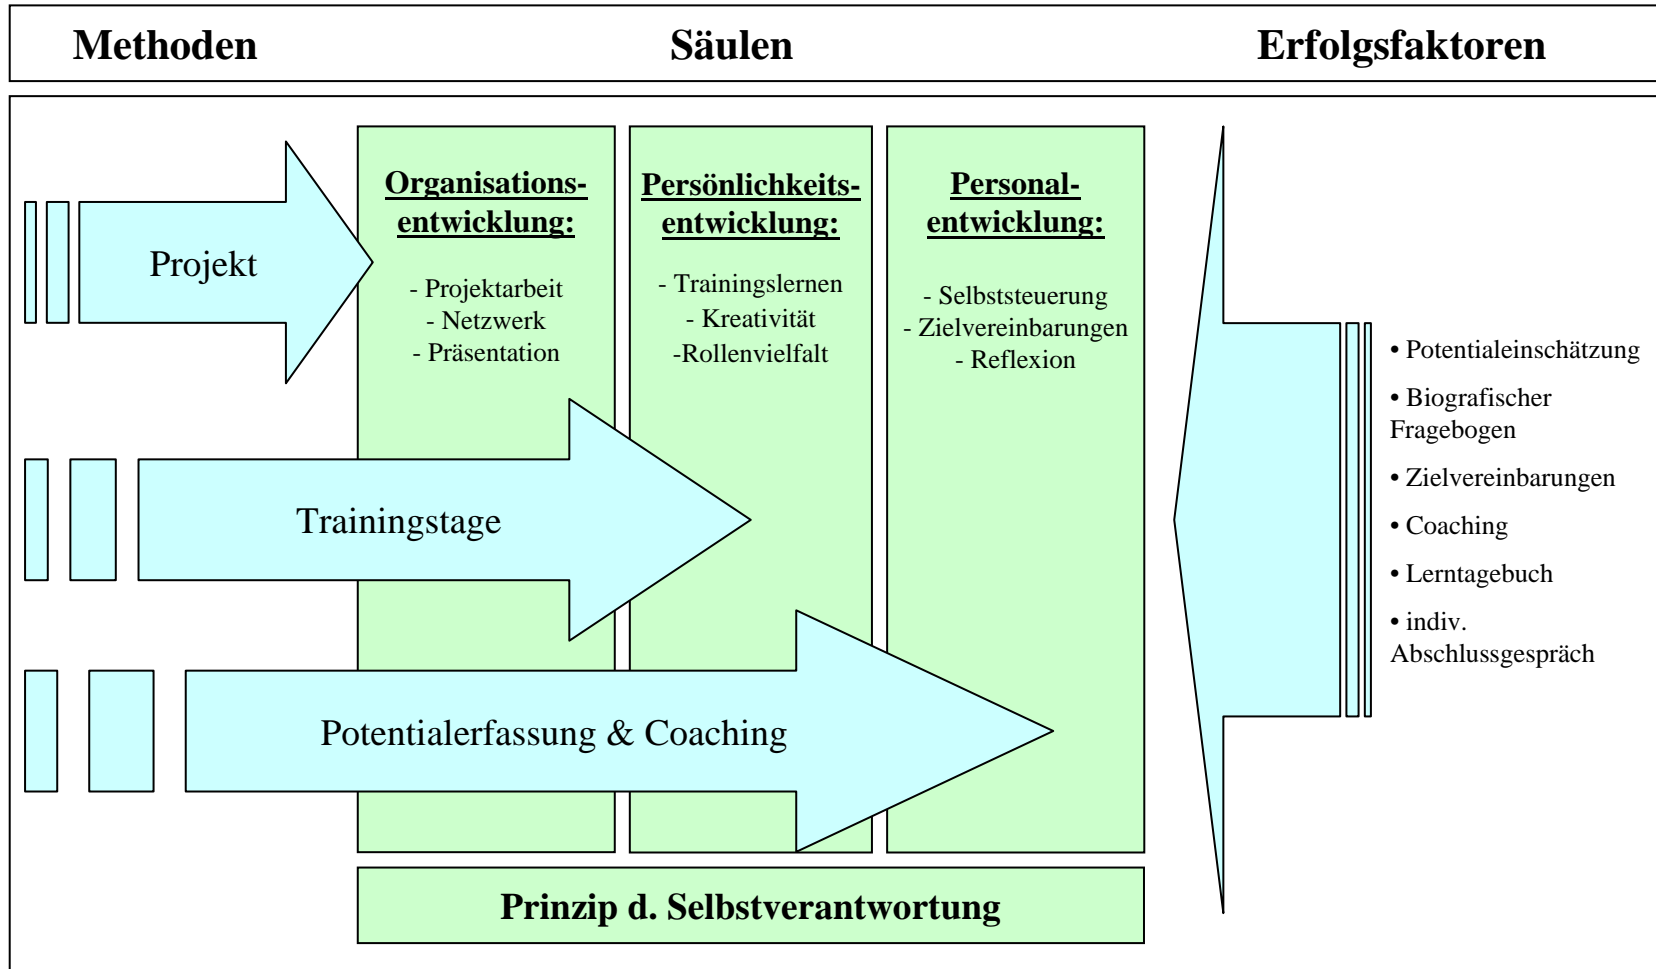 Methoden
Säulen
Erfolgsfaktoren
Projekt
Trainingstage
Potentialerfassung & Coaching
Organisations-
entwicklung:
- Projektarbeit
- Netzwerk
- Präsentation
Persönlichkeits-
entwicklung:
- Trainingslernen
- Kreativität
-Rollenvielfalt
Personal-
entwicklung:
- Selbststeuerung
- Zielvereinbarungen
- Reflexion
Prinzip d. Selbstverantwortung
• Potentialeinschätzung
• Biografischer
Fragebogen
• Zielvereinbarungen
• Coaching
• Lerntagebuch
• indiv.
Abschlussgespräch